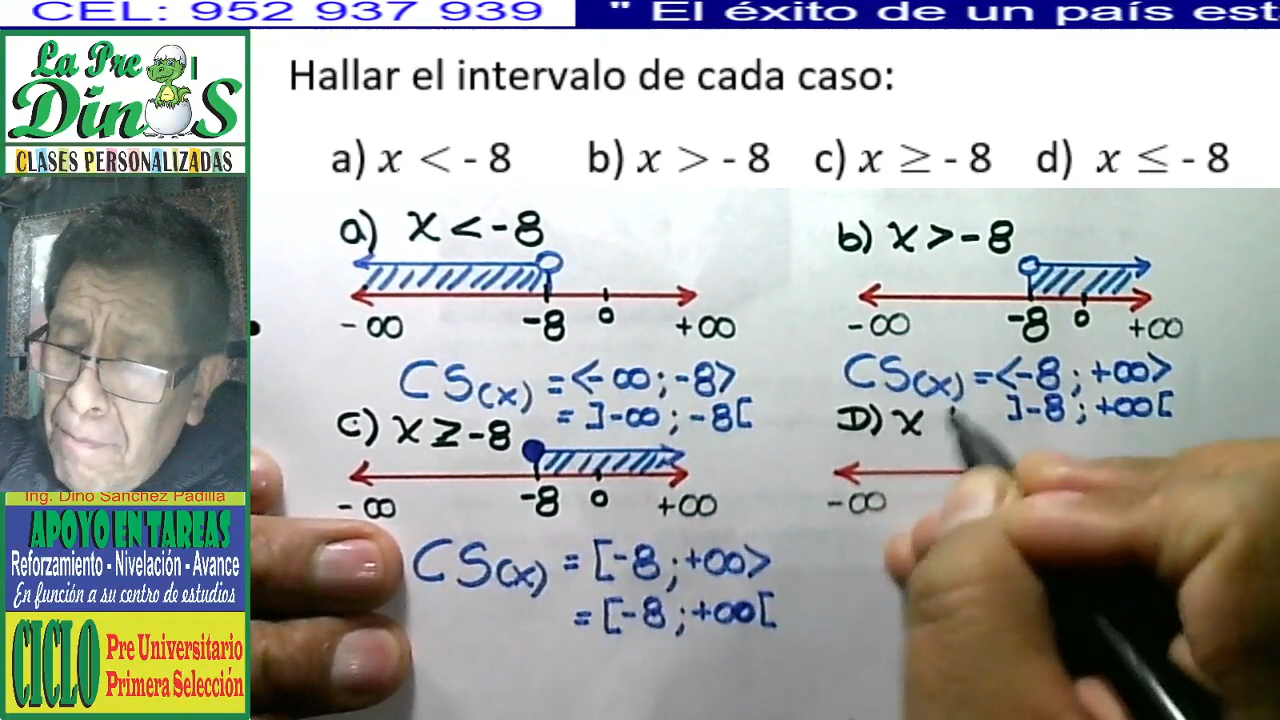 CEL: 952 937 939
" El éxito de un país est
La Pre
DinoS
CLASES PERSONALIZADAS
Hallar el intervalo de cada caso:
a) x < - 8 b) x > - 8 c) x ≥ - 8 d) x ≤ - 8
a) x < -8
-∞ -8 0 +∞
CS(x) = <-∞ ; -8>
= ]-∞ ; -8[
b) x > -8
-∞ -8 0 +∞
CS(x) = <-8 ; +∞>
]-8 ; +∞[
c) x ≥ -8
-∞ -8 0 +∞
CS(x) = [-8 ; +∞>
= [-8 ; +∞[
D) x
-∞
Ing. Dino Sanchez Padilla
APOYO EN TAREAS
Reforzamiento - Nivelación - Avance
En función a su centro de estudios
CICLO
Pre Universitario
Primera Selección